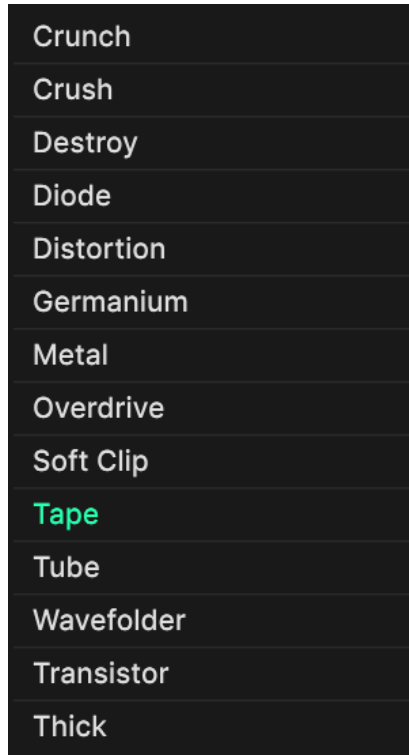 Crunch
Crush
Destroy
Diode
Distortion
Germanium
Metal
Overdrive
Soft Clip
Tape
Tube
Wavefolder
Transistor
Thick